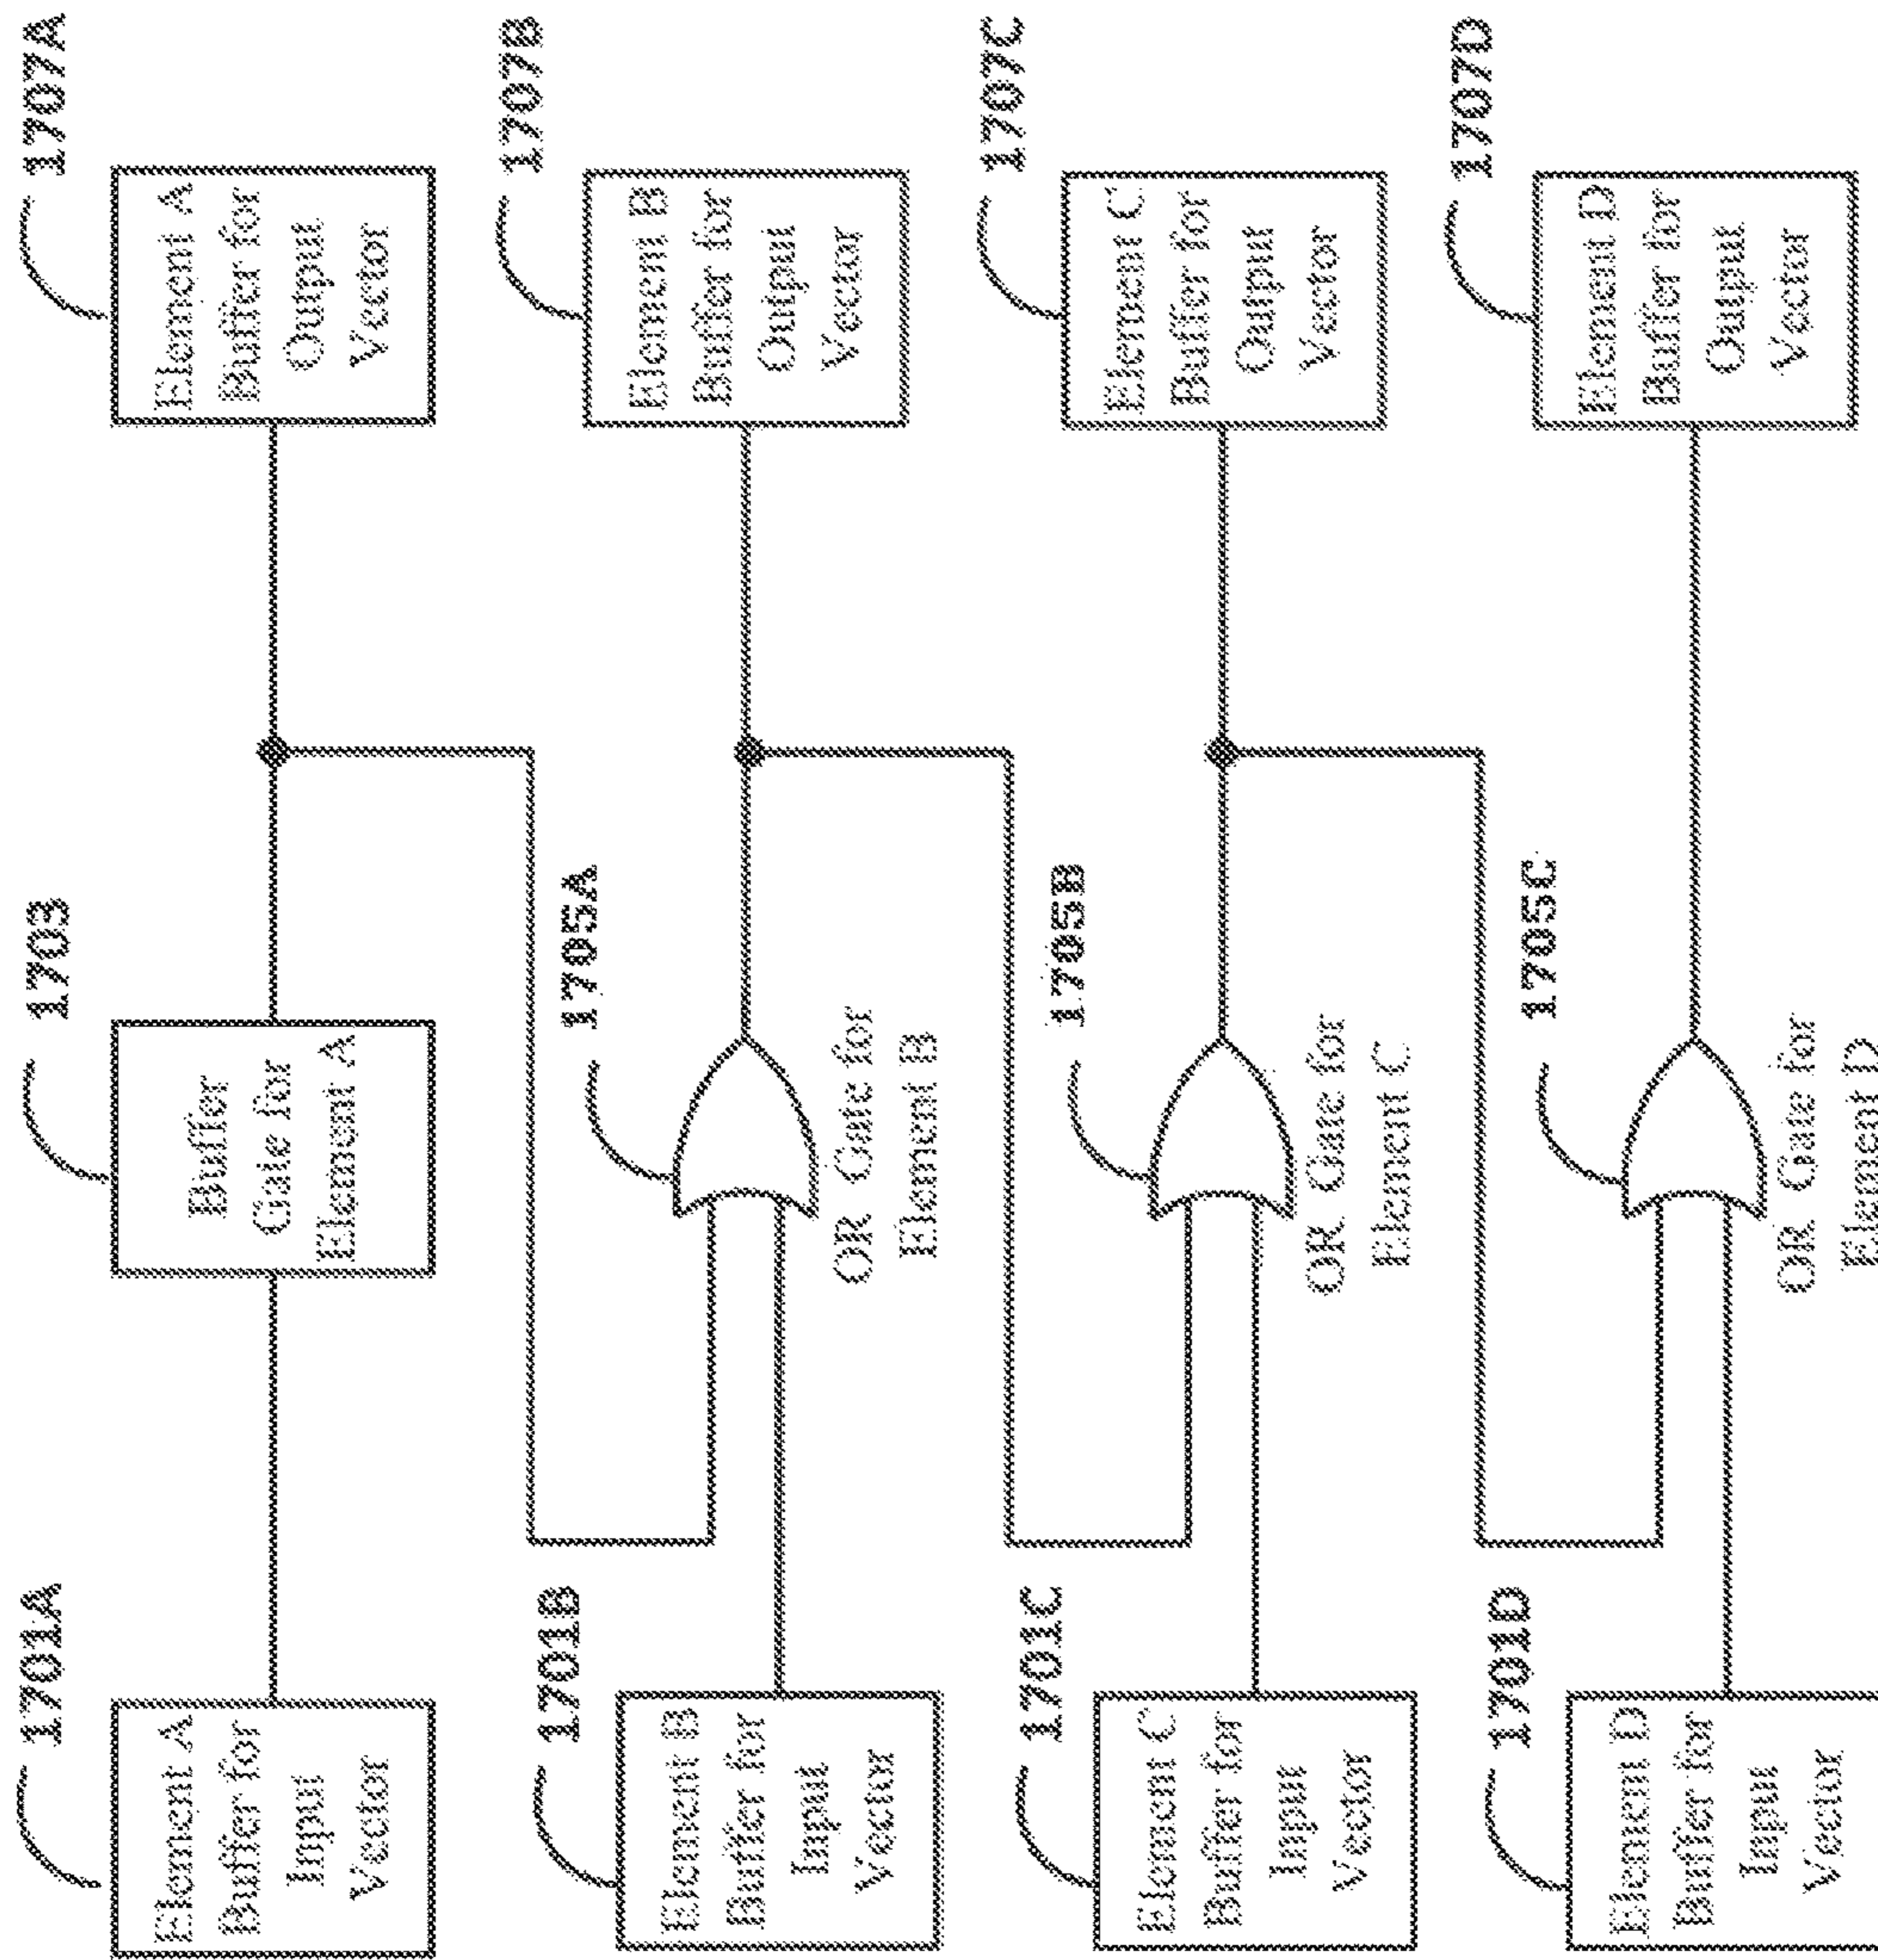 1701A
Element A
Buffer for
Input
Vector
1703
Buffer
Gate for
Element A
1707A
Element A
Buffer for
Output
Vector
1701B
Element B
Buffer for
Input
Vector
1705A
OR Gate for
Element B
1707B
Element B
Buffer for
Output
Vector
1701C
Element C
Buffer for
Input
Vector
1705B
OR Gate for
Element C
1707C
Element C
Buffer for
Output
Vector
1701D
Element D
Buffer for
Input
Vector
1705C
OR Gate for
Element D
1707D
Element D
Buffer for
Output
Vector